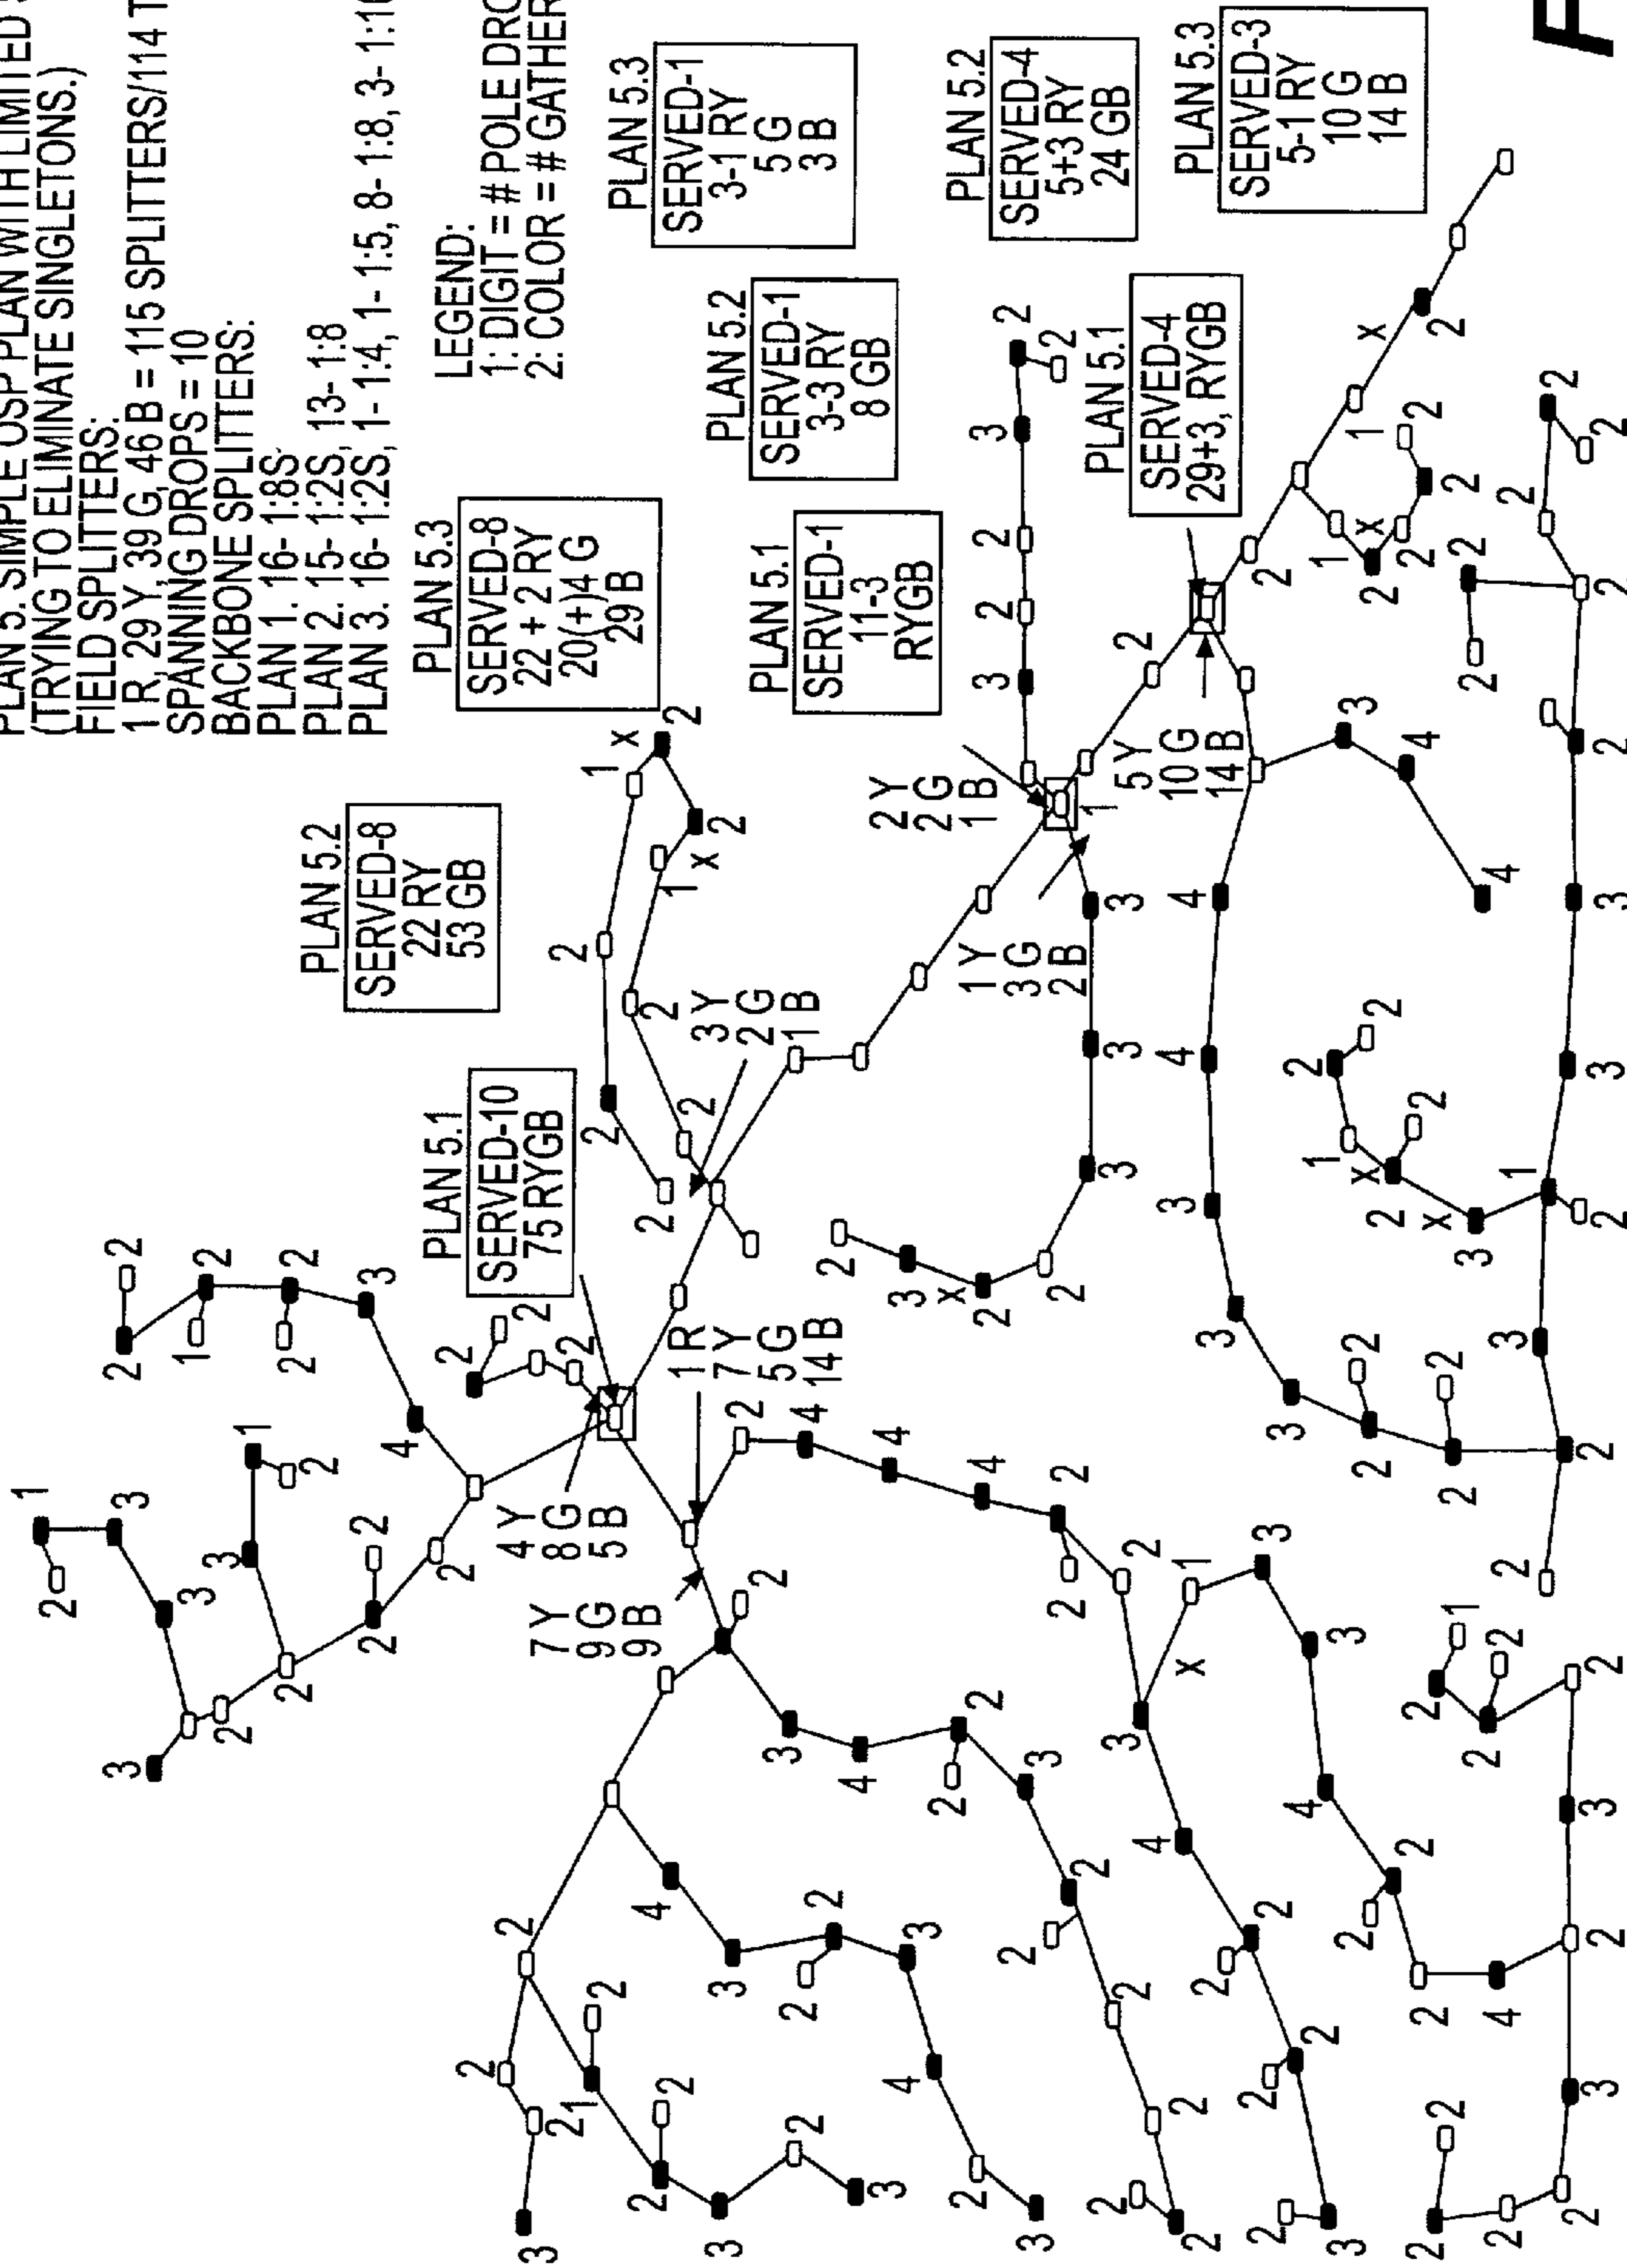 PLAN 5. SIMPLE OSP PLAN WITH LIMITED
(TRYING TO ELIMINATE SINGLETONS.)
FIELD SPLITTERS:
1 R, 29 Y, 39 G, 46 B = 115 SPLITTERS/114 T
SPANNING DROPS = 10
BACKBONE SPLITTERS:
PLAN 1. 16- 1:8S
PLAN 2. 15- 1:2S, 13- 1:8
PLAN 3. 16- 1:2S, 1- 1:4, 1- 1:5, 8- 1:8, 3- 1:1
LEGEND:
1: DIGIT = # POLE DRO
2: COLOR = # GATHER
PLAN 5.2
SERVED-8
22 RY
53 GB
PLAN 5.3
SERVED-8
22 + 2 RY
20(+)4 G
29 B
PLAN 5.2
SERVED-1
3-3 RY
8 GB
PLAN 5.3
SERVED-1
3-1 RY
5 G
3 B
PLAN 5.1
SERVED-10
75 RYGB
PLAN 5.1
SERVED-1
11-3
RYGB
PLAN 5.2
SERVED-4
5+3 RY
24 GB
PLAN 5.1
SERVED-4
29+3, RYGB
PLAN 5.3
SERVED-3
5-1 RY
10 G
14 B
4 Y
8 G
5 B
7 Y
9 G
9 B
1 R
7 Y
5 G
14 B
3 Y
2 G
1 B
2 Y
2 G
1 B
1 Y
3 G
2 B
5 Y
10 G
14 B
F